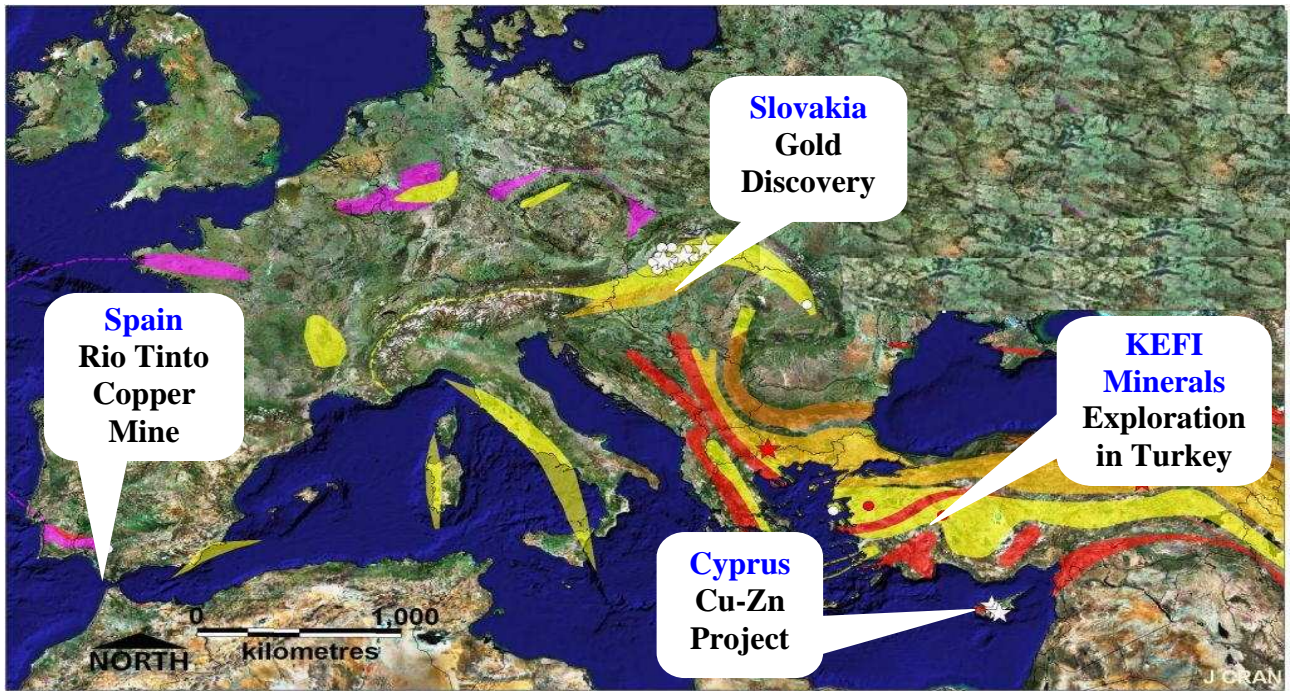 Slovakia
Gold
Discovery
Spain
Rio Tinto
Copper
Mine
KEFI
Minerals
Exploration
in Turkey
Cyprus
Cu-Zn
Project
0 1,000
kilometres
NORTH
J CRAN